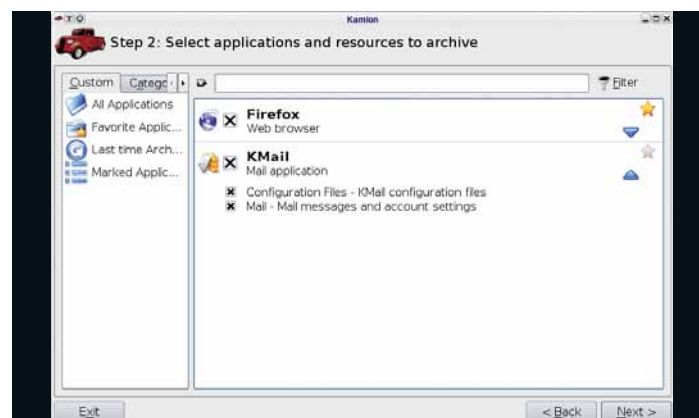 Kamion
Step 2: Select applications and resources to archive
Custom Catego
Filter
All Applications
Favorite Applic...
Last time Arch...
Marked Applic...
Firefox
Web browser
KMail
Mail application
Configuration Files - KMail configuration files
Mail - Mail messages and account settings
Exit
< Back
Next >